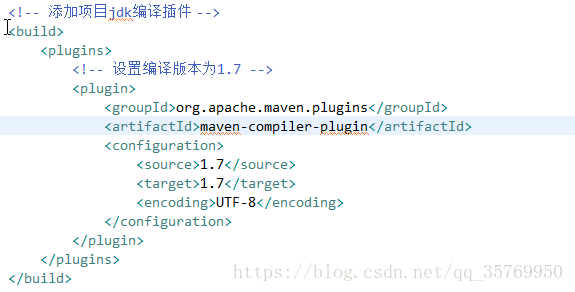 <!-- 添加项目jdk编译插件 -->
<build>
    <plugins>
        <!-- 设置编译版本为1.7 -->
        <plugin>
            <groupId>org.apache.maven.plugins</groupId>
            <artifactId>maven-compiler-plugin</artifactId>
            <configuration>
                <source>1.7</source>
                <target>1.7</target>
                <encoding>UTF-8</encoding>
            </configuration>
        </plugin>
    </plugins>
</build>
https://blog.csdn.net/qq_35769950